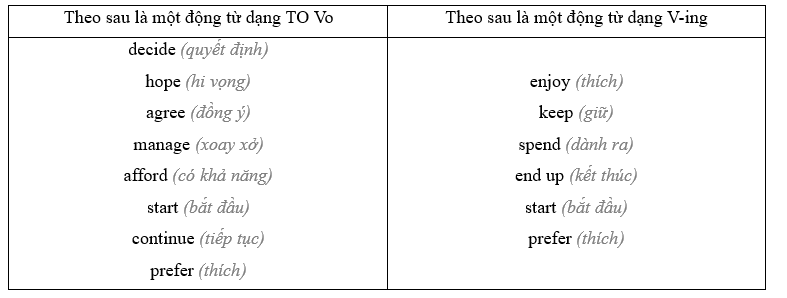 Theo sau là một động từ dạng TO Vo
decide (quyết định)
hope (hi vọng)
agree (đồng ý)
manage (xoay xở)
afford (có khả năng)
start (bắt đầu)
continue (tiếp tục)
prefer (thích)
Theo sau là một động từ dạng V-ing
enjoy (thích)
keep (giữ)
spend (dành ra)
end up (kết thúc)
start (bắt đầu)
prefer (thích)